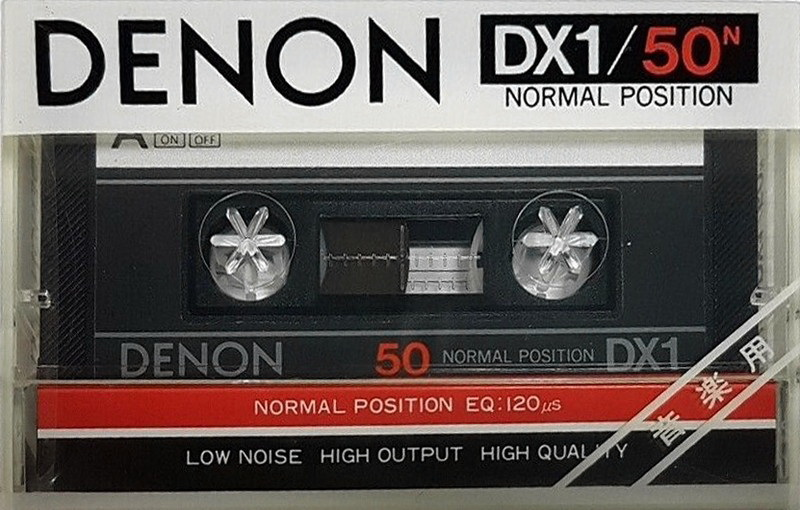 DENON
DX1/50N
NORMAL POSITION
A ON OFF
DENON 50 NORMAL POSITION DX1
NORMAL POSITION EQ:120μs
LOW NOISE HIGH OUTPUT HIGH QUALITY
音楽用